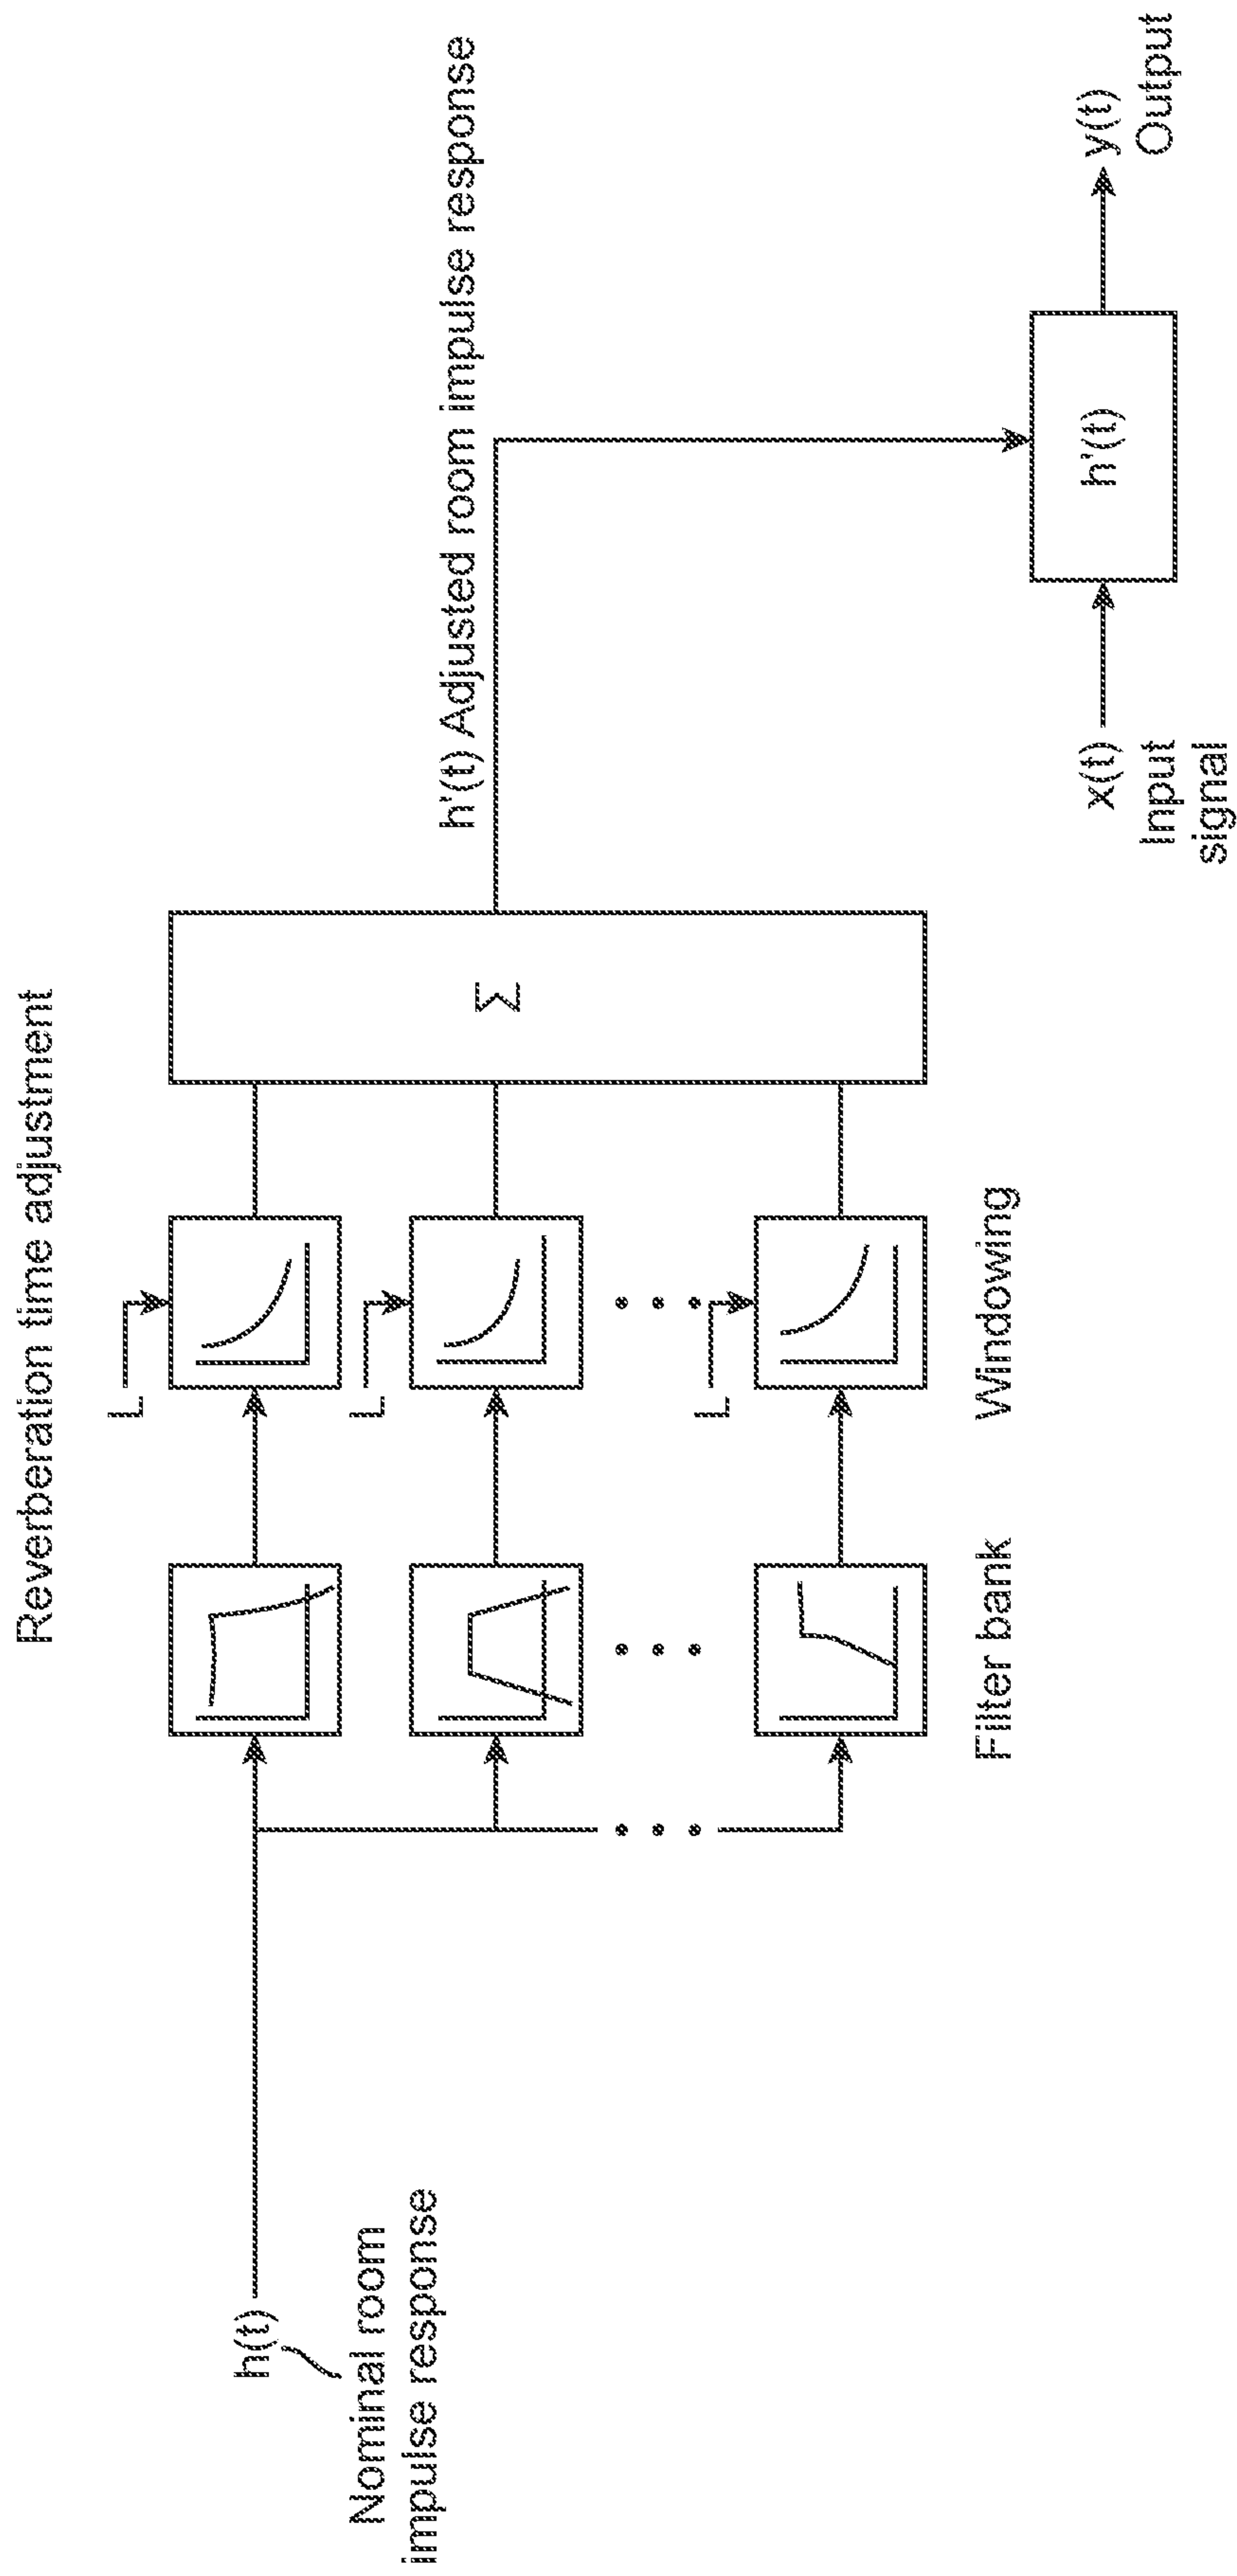 Reverberation time adjustment
h(t)
Nominal room
impulse response
L
L
L
Filter bank
Windowing
Σ
h'(t) Adjusted room impulse response
x(t)
Input
signal
h'(t)
y(t)
Output